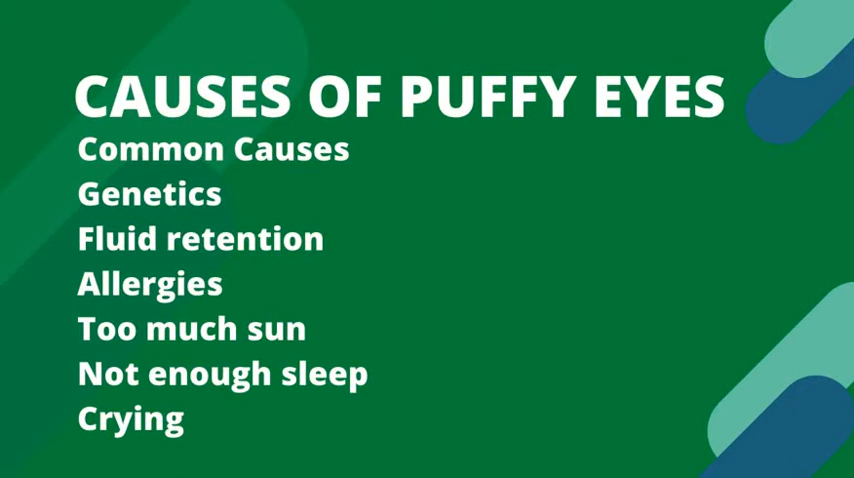 CAUSES OF PUFFY EYES
Common Causes
Genetics
Fluid retention
Allergies
Too much sun
Not enough sleep
Crying